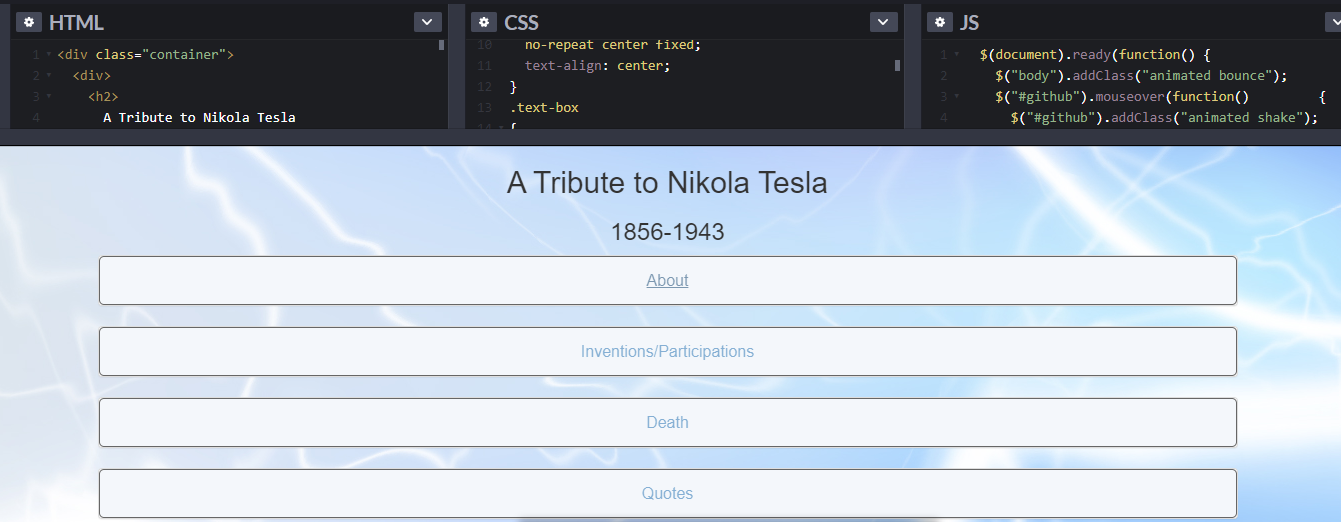 HTML
1 <div class="container">
2 <div>
3 <h2>
4 A Tribute to Nikola Tesla
CSS
10 no-repeat center fixed;
11 text-align: center;
12 }
13 .text-box
14 {
JS
1 $(document).ready(function() {
2 $("body").addClass("animated bounce");
3 $("#github").mouseover(function() {
4 $("#github").addClass("animated shake");
A Tribute to Nikola Tesla
1856-1943
About
Inventions/Participations
Death
Quotes